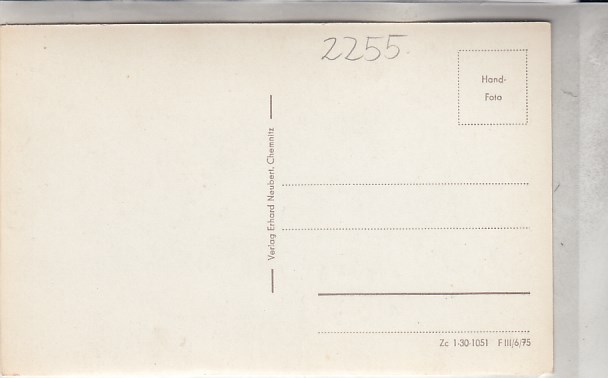 2255
Hand-
Foto
Verlag Erhard Neubert, Chemnitz
Zc 1-30-1051 F III/6/75